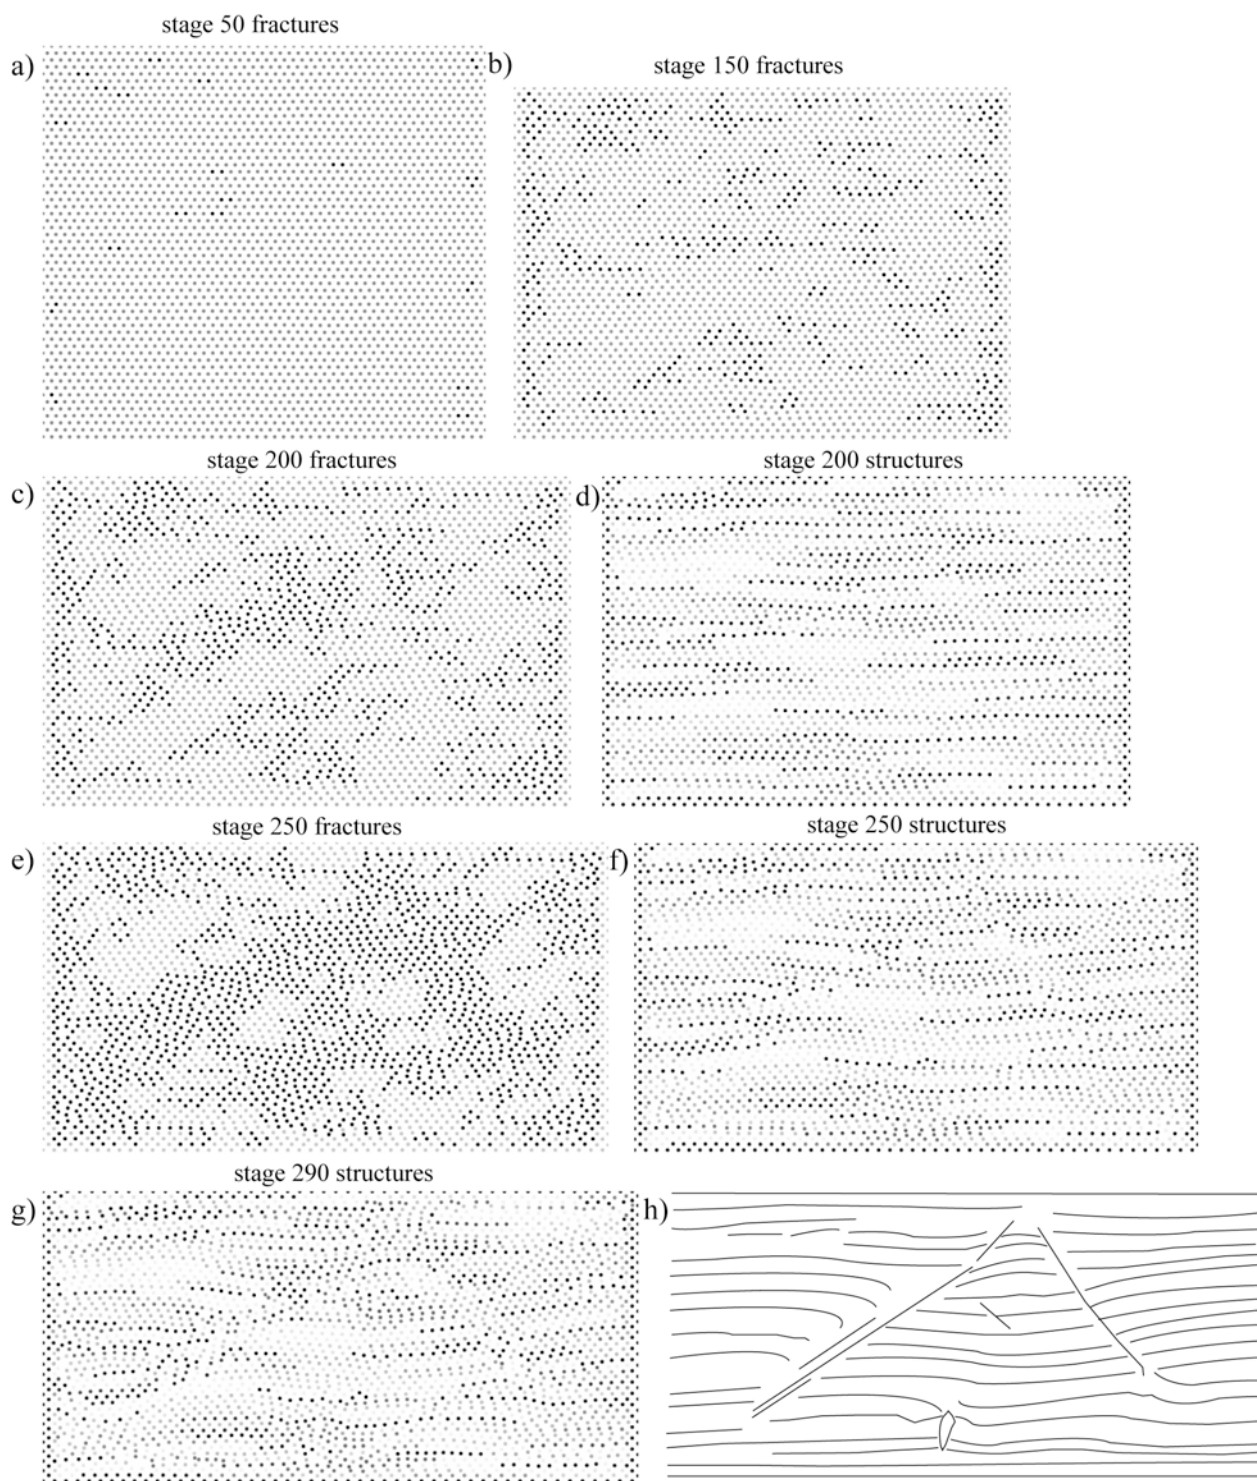 stage 50 fractures
a)
b)
stage 150 fractures
stage 200 fractures
stage 200 structures
c)
d)
stage 250 fractures
stage 250 structures
e)
f)
stage 290 structures
g)
h)